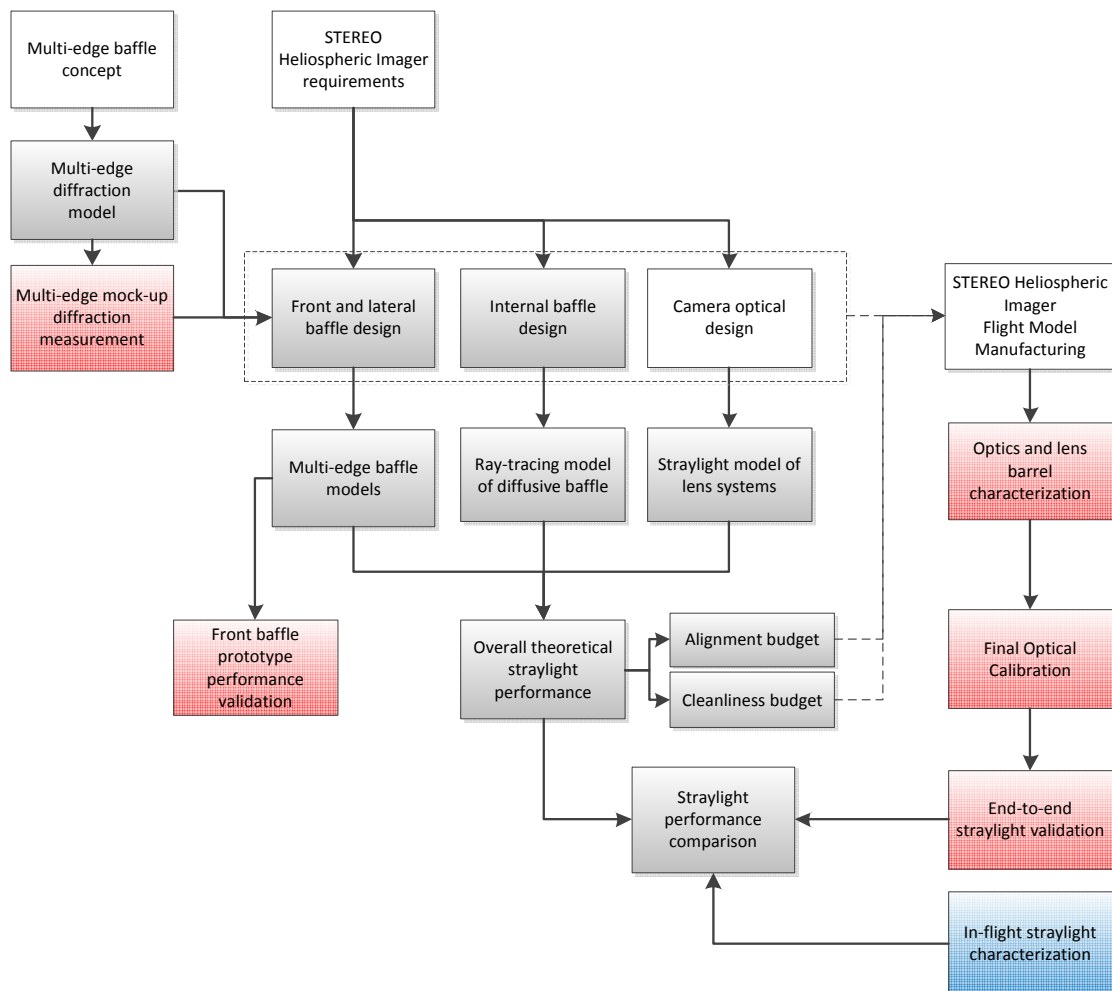 Multi-edge baffle
concept
STEREO
Heliospheric Imager
requirements
Multi-edge
diffraction
model
Multi-edge mock-up
diffraction
measurement
Front and lateral
baffle design
Internal baffle
design
Camera optical
design
STEREO Heliospheric
Imager
Flight Model
Manufacturing
Multi-edge baffle
models
Ray-tracing model
of diffusive baffle
Straylight model of
lens systems
Optics and lens
barrel
characterization
Front baffle
prototype
performance
validation
Overall theoretical
straylight
performance
Alignment budget
Cleanliness budget
Final Optical
Calibration
Straylight
performance
comparison
End-to-end
straylight validation
In-flight straylight
characterization